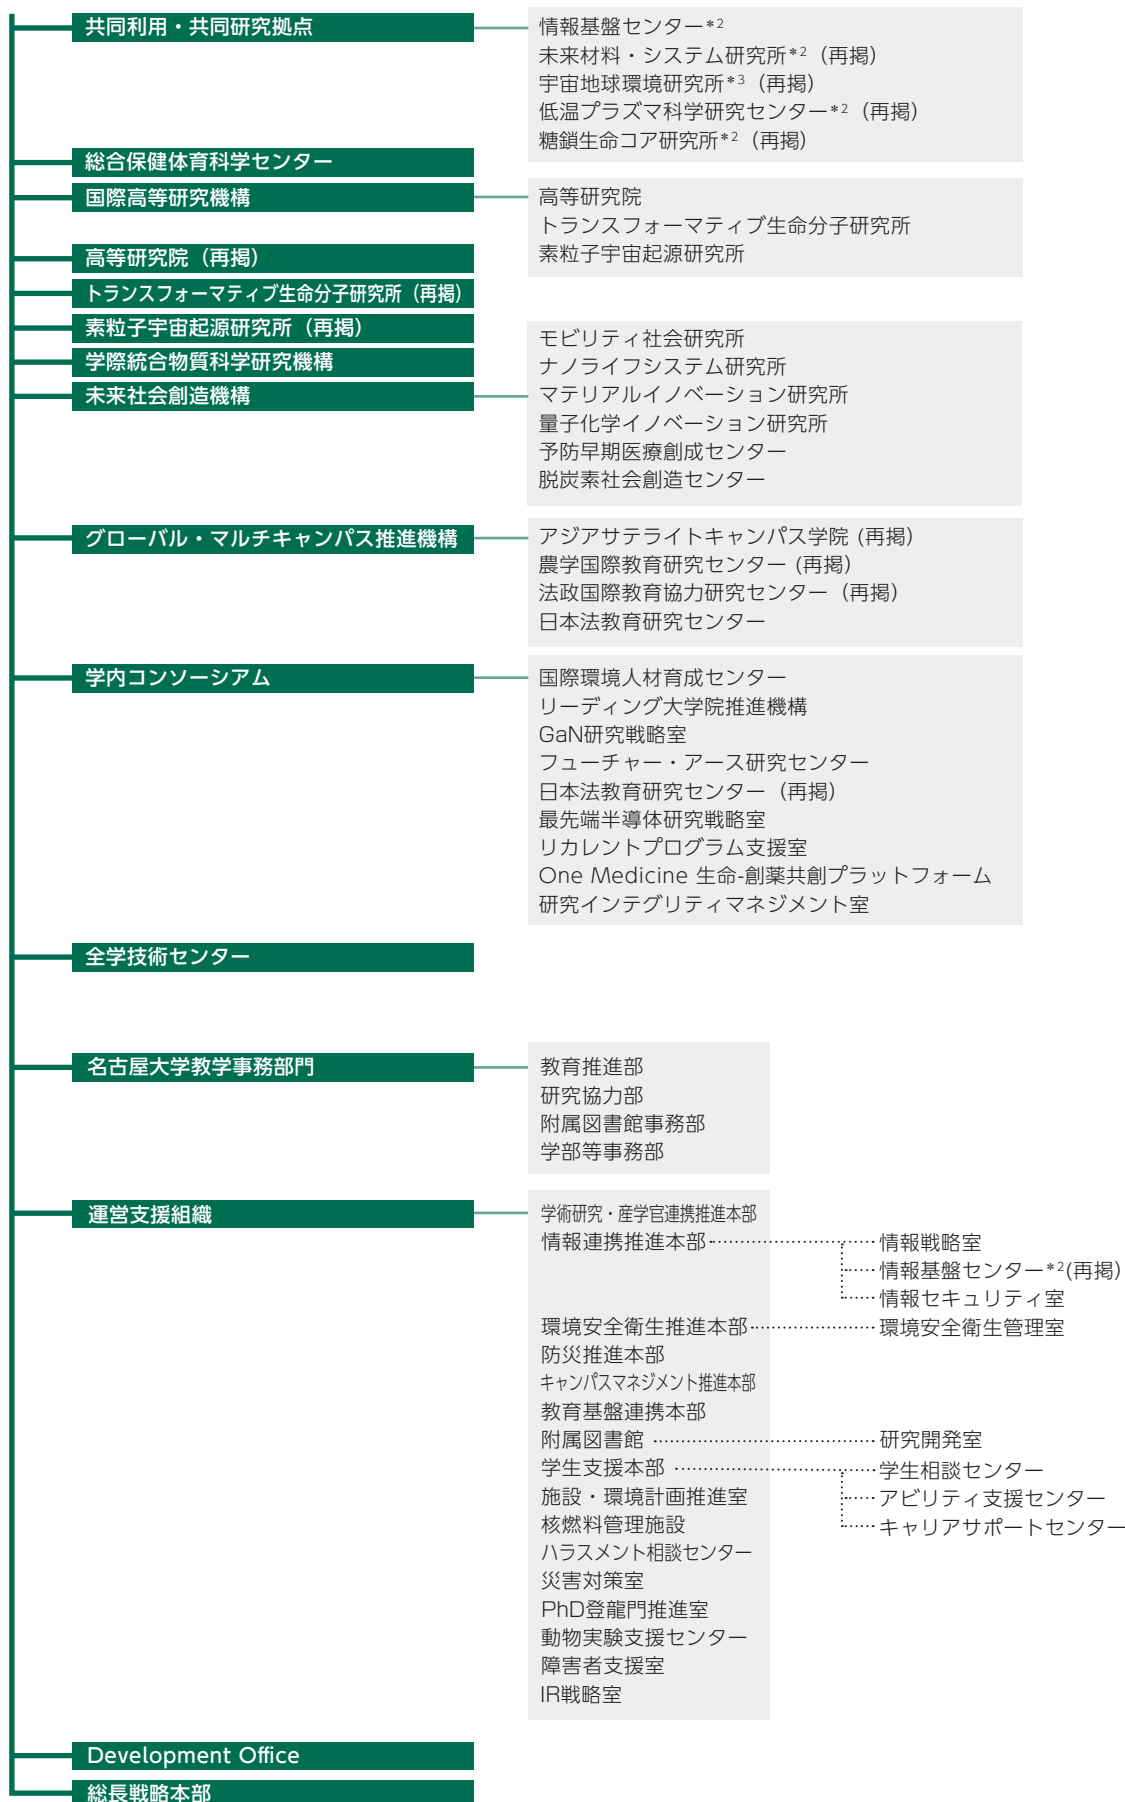 共同利用・共同研究拠点
情報基盤センター*2
未来材料・システム研究所*2（再掲）
宇宙地球環境研究所*3（再掲）
低温プラズマ科学研究センター*2（再掲）
糖鎖生命コア研究所*2（再掲）
総合保健体育科学センター
国際高等研究機構
高等研究院
トランスフォーマティブ生命分子研究所
素粒子宇宙起源研究所
高等研究院（再掲）
トランスフォーマティブ生命分子研究所（再掲）
素粒子宇宙起源研究所（再掲）
学際統合物質科学研究機構
未来社会創造機構
モビリティ社会研究所
ナノライフシステム研究所
マテリアルイノベーション研究所
量子化学イノベーション研究所
予防早期医療創成センター
脱炭素社会創造センター
グローバル・マルチキャンパス推進機構
アジアサテライトキャンパス学院 (再掲）
農学国際教育研究センター (再掲）
法政国際教育協力研究センター（再掲）
日本法教育研究センター
学内コンソーシアム
国際環境人材育成センター
リーディング大学院推進機構
GaN研究戦略室
フューチャー・アース研究センター
日本法教育研究センター（再掲）
最先端半導体研究戦略室
リカレントプログラム支援室
One Medicine 生命-創薬共創プラットフォーム
研究インテグリティマネジメント室
全学技術センター
名古屋大学教学事務部門
教育推進部
研究協力部
附属図書館事務部
学部等事務部
運営支援組織
学術研究・産学官連携推進本部
情報連携推進本部
情報戦略室
情報基盤センター*2(再掲）
情報セキュリティ室
環境安全衛生推進本部
環境安全衛生管理室
防災推進本部
キャンパスマネジメント推進本部
教育基盤連携本部
附属図書館
研究開発室
学生支援本部
学生相談センター
アビリティ支援センター
キャリアサポートセンター
施設・環境計画推進室
核燃料管理施設
ハラスメント相談センター
災害対策室
PhD登龍門推進室
動物実験支援センター
障害者支援室
IR戦略室
Development Office
総長戦略本部